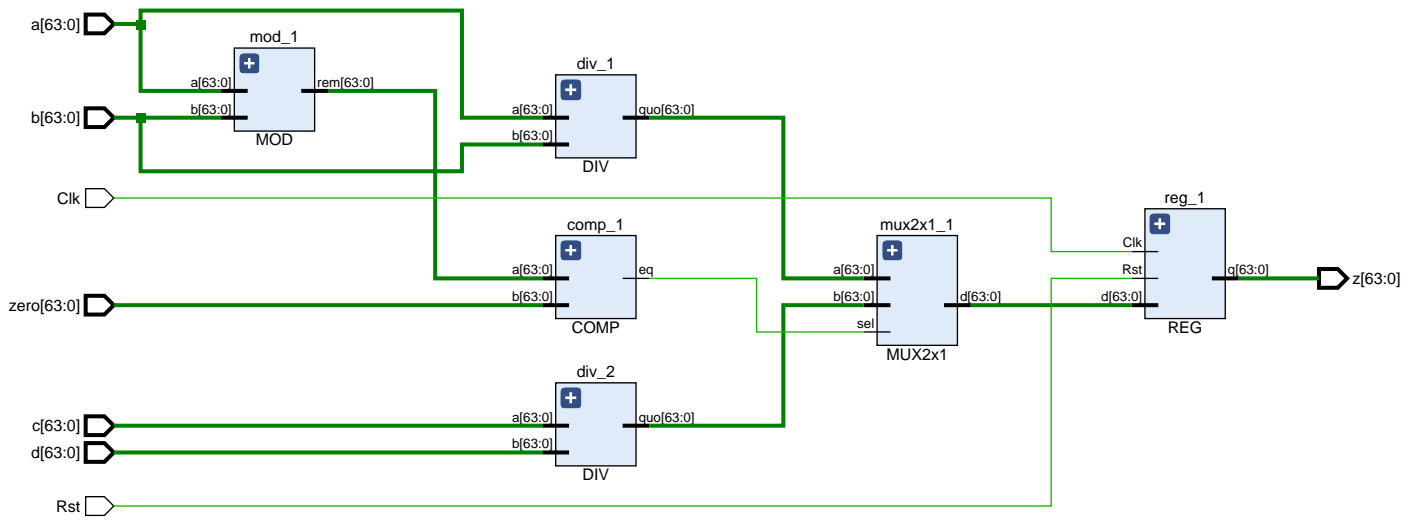 a[63:0]
b[63:0]
Clk
zero[63:0]
c[63:0]
d[63:0]
Rst
mod_1
a[63:0]
b[63:0]
rem[63:0]
MOD
div_1
a[63:0]
b[63:0]
quo[63:0]
DIV
comp_1
a[63:0]
b[63:0]
eq
COMP
div_2
a[63:0]
b[63:0]
quo[63:0]
DIV
mux2x1_1
a[63:0]
b[63:0]
sel
d[63:0]
MUX2x1
reg_1
Clk
Rst
d[63:0]
q[63:0]
REG
z[63:0]